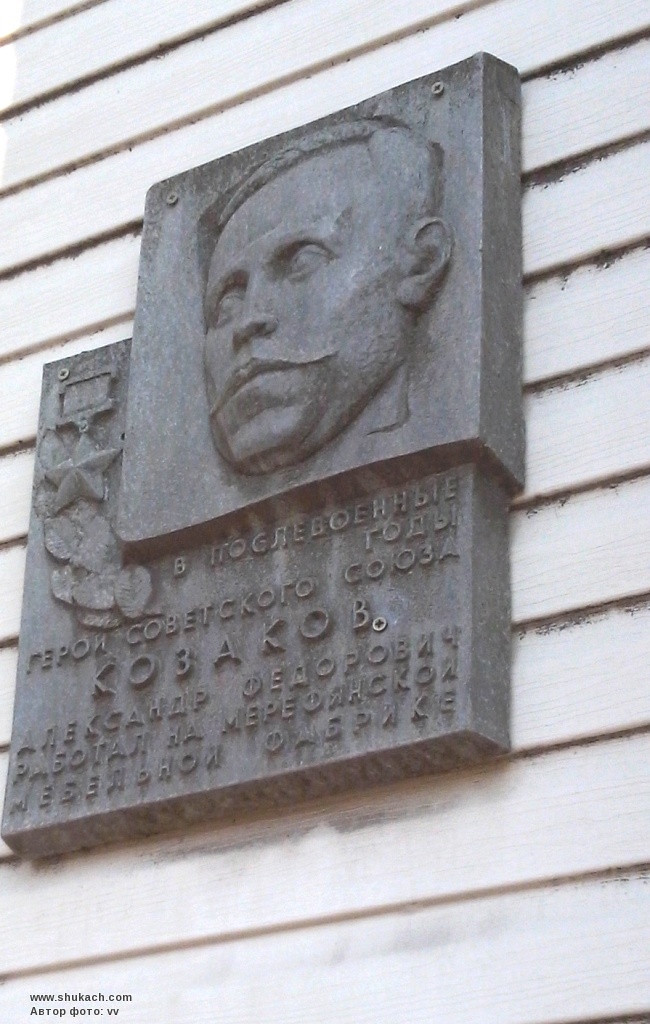 В ПОСЛЕВОЕННЫЕ
ГОДЫ
ГЕРОЙ СОВЕТСКОГО СОЮЗА
КОЗАКОВ
АЛЕКСАНДР ФЕДОРОВИЧ
РАБОТАЛ НА МЕРЕФЯНСКОЙ
МЕБЕЛЬНОЙ ФАБРИКЕ
www.shukach.com
Автор фото: vv